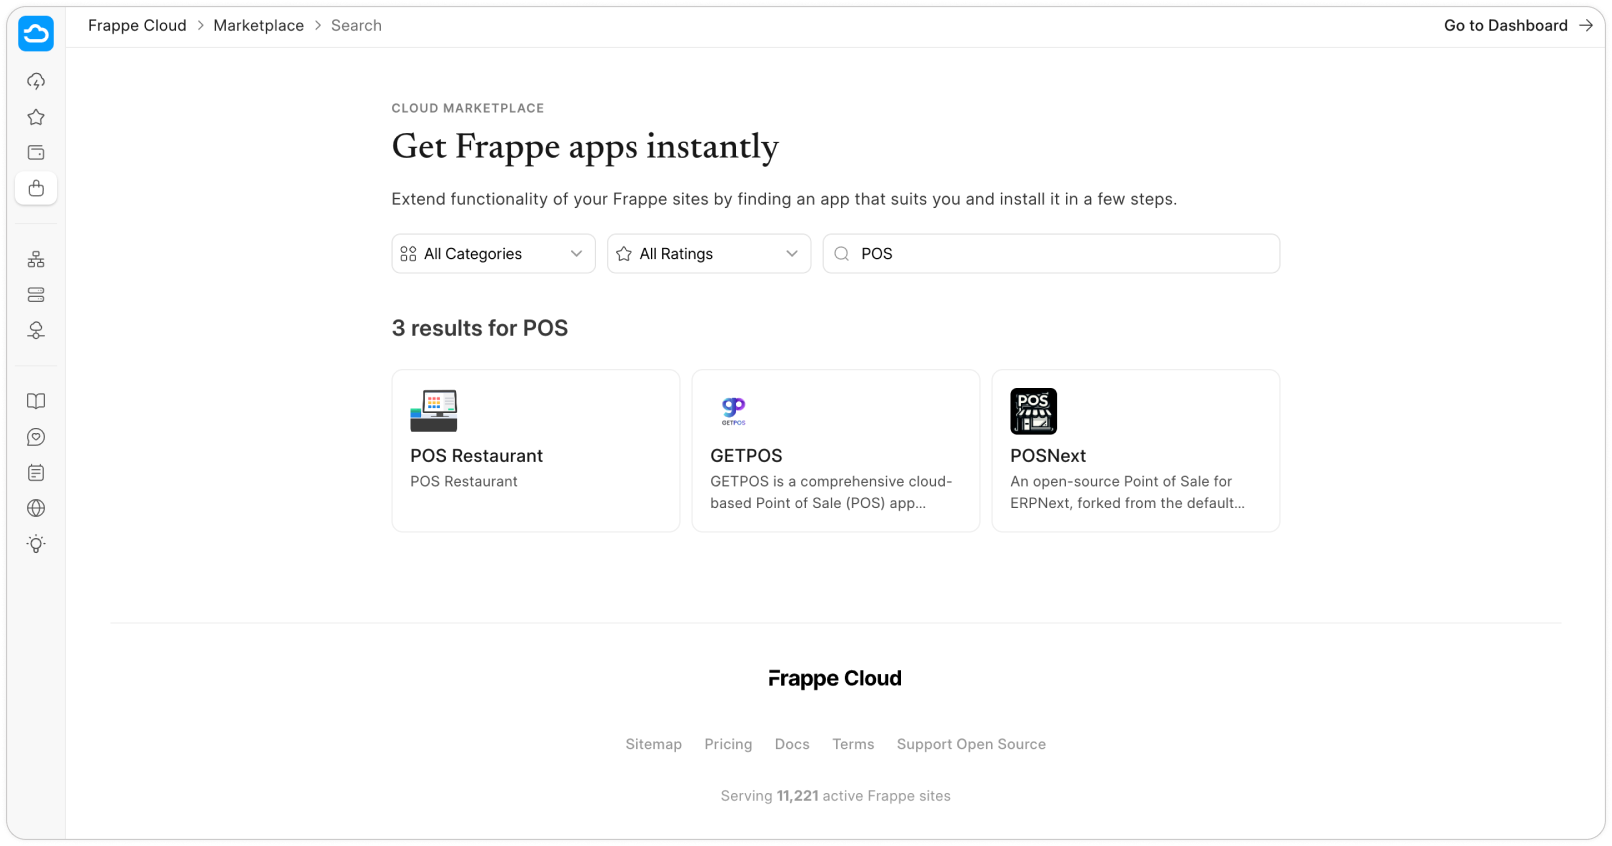 Frappe Cloud > Marketplace > Search
Go to Dashboard →
CLOUD MARKETPLACE
Get Frappe apps instantly
Extend functionality of your Frappe sites by finding an app that suits you and install it in a few steps.
All Categories
All Ratings
POS
3 results for POS
POS Restaurant
POS Restaurant
GETPOS
GETPOS
GETPOS is a comprehensive cloud-
based Point of Sale (POS) app...
POS
POSNext
An open-source Point of Sale for
ERPNext, forked from the default...
Frappe Cloud
Sitemap Pricing Docs Terms Support Open Source
Serving 11,221 active Frappe sites